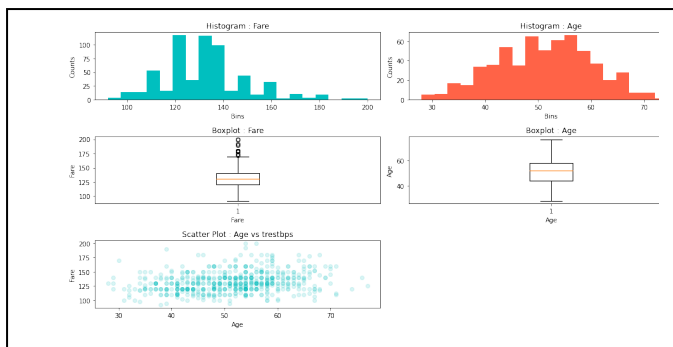 Histogram : Fare
Counts
100
75
50
25
0
100
120
140
160
180
200
Bins
Histogram : Age
Counts
60
40
20
0
30
40
50
60
70
Bins
Boxplot : Fare
Fare
200
175
150
125
100
1
Fare
Boxplot : Age
Age
60
40
1
Age
Scatter Plot : Age vs trestbps
Fare
200
175
150
125
100
30
40
50
60
70
Age